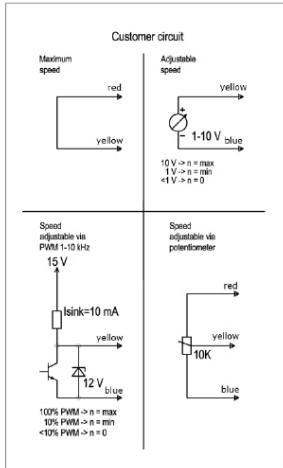 Customer circuit
Maximum
speed
red
yellow
Adjustable
speed
yellow
+
1-10 V
−
blue
10 V -> n = max
1 V -> n = min
<1 V -> n = 0
Speed
adjustable via
PWM 1-10 kHz
15 V
Isink=10 mA
yellow
12 V
blue
100% PWM -> n = max
10% PWM -> n = min
<10% PWM -> n = 0
Speed
adjustable via
potentiometer
red
yellow
10K
blue